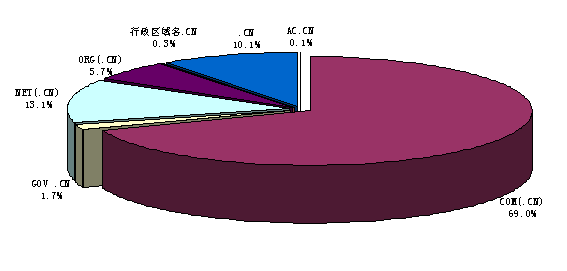 行政区域名.CN
0.3%
.CN
10.1%
AC.CN
0.1%
ORG(.CN)
5.7%
NET(.CN)
13.1%
GOV .CN
1.7%
COM(.CN)
69.0%